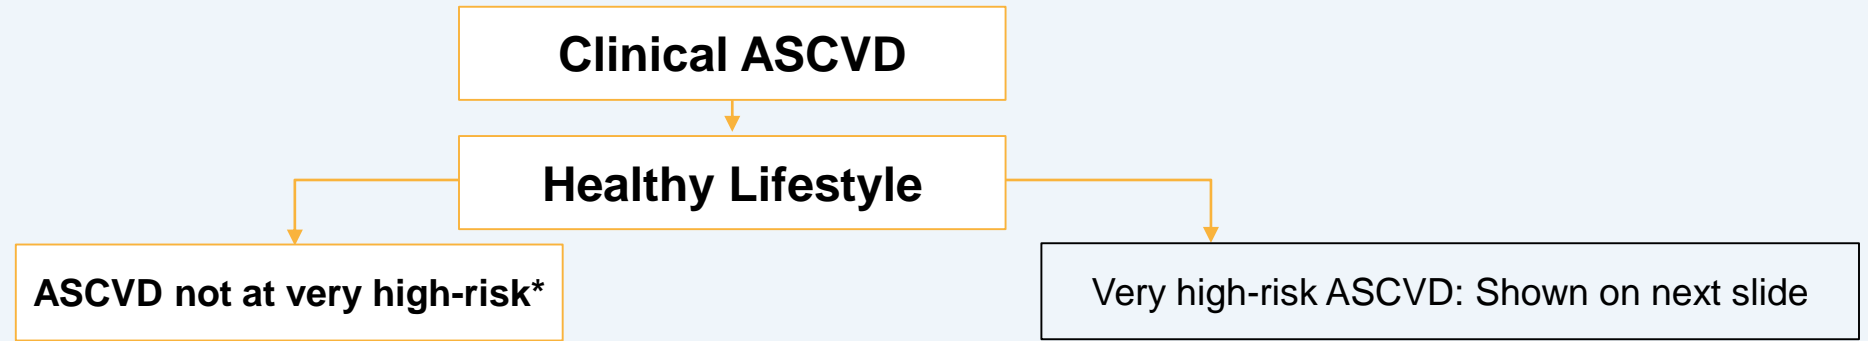 Clinical ASCVD
Healthy Lifestyle
ASCVD not at very high-risk*
Very high-risk ASCVD: Shown on next slide